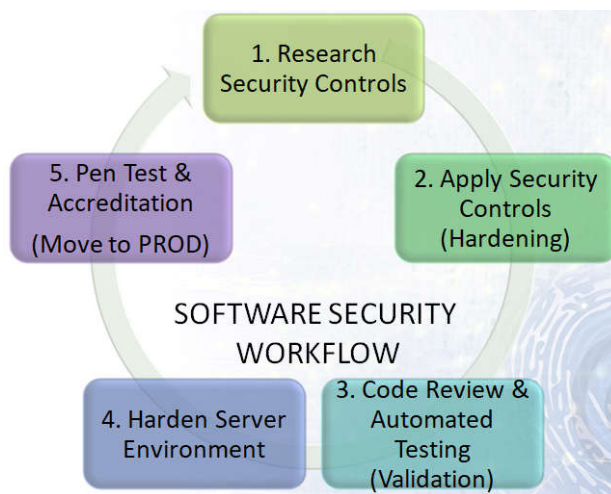 1. Research
Security Controls
2. Apply Security
Controls
(Hardening)
3. Code Review &
Automated
Testing
(Validation)
4. Harden Server
Environment
5. Pen Test &
Accreditation
(Move to PROD)
SOFTWARE SECURITY
WORKFLOW